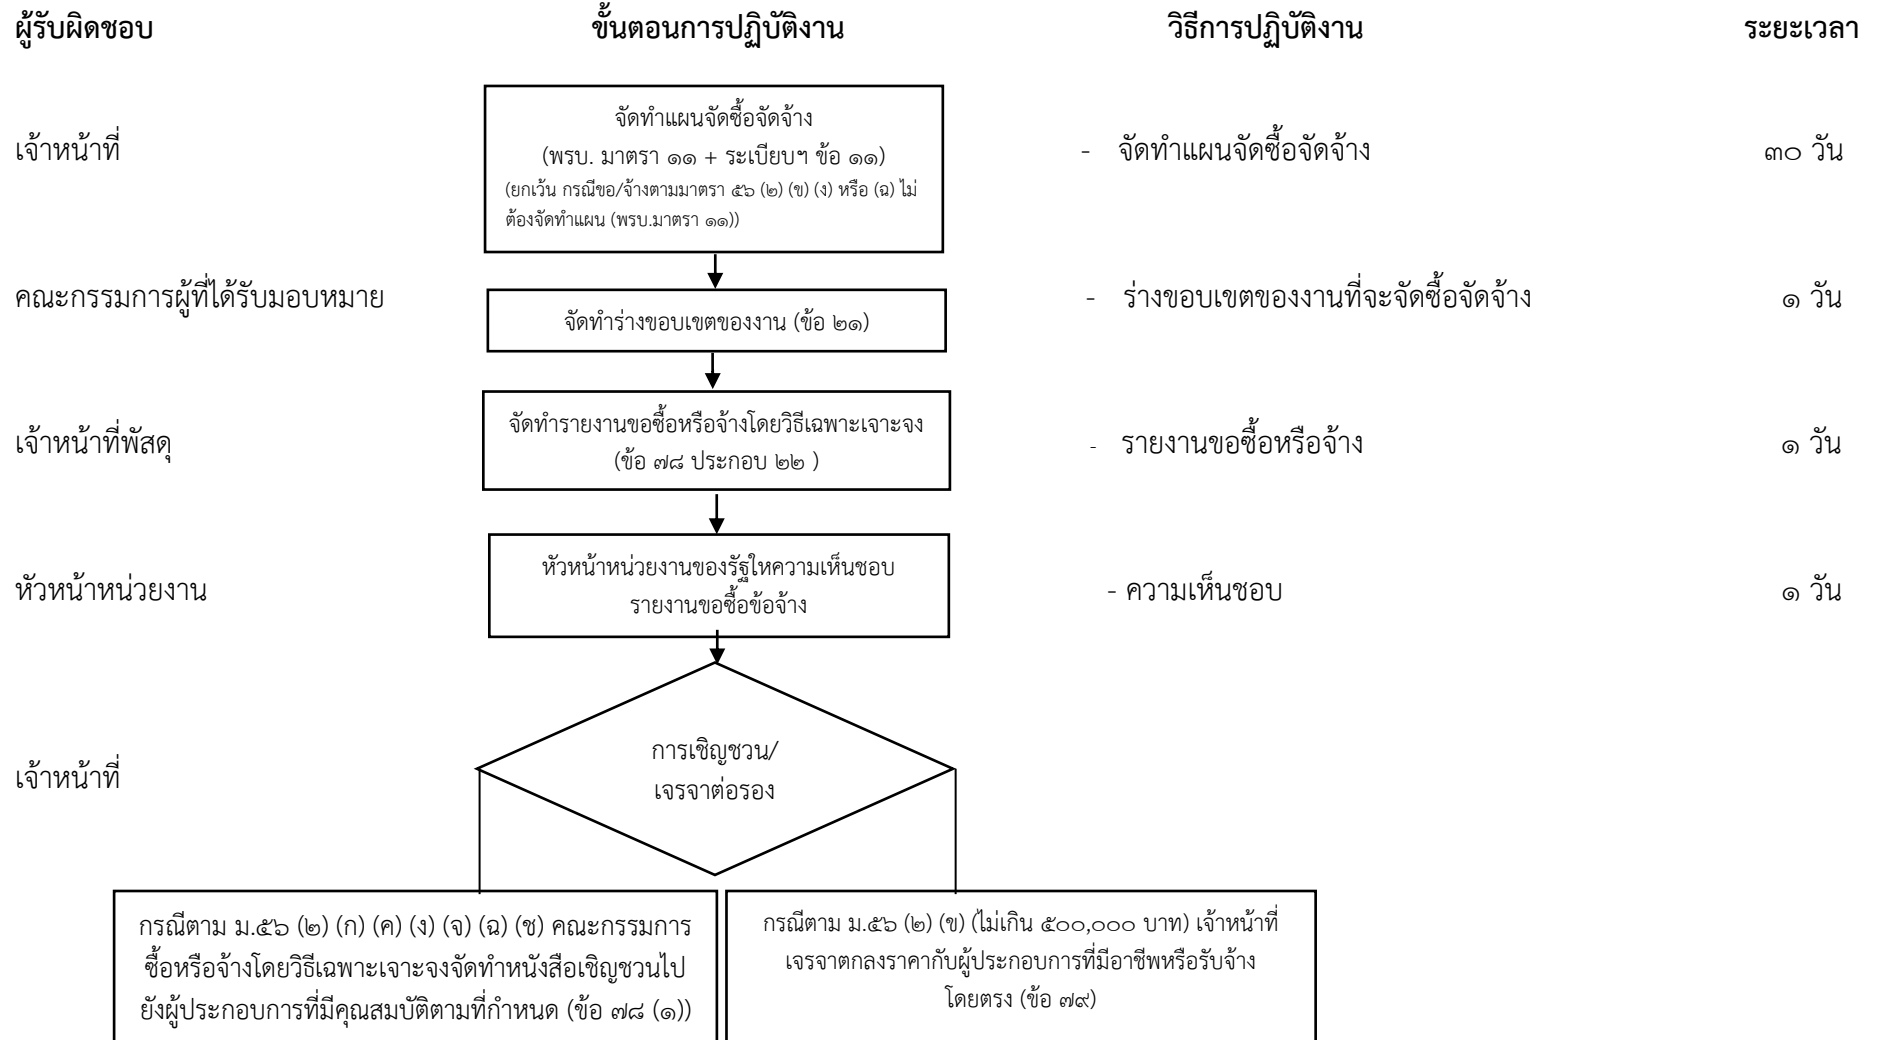 ผู้รับผิดชอบ ขั้นตอนการปฏิบัติงาน วิธีการปฏิบัติงาน ระยะเวลา
จัดทำแผนจัดซื้อจัดจ้าง
(พรบ. มาตรา ๑๑ + ระเบียบฯ ข้อ ๑๑)
(ยกเว้น กรณีขอ/จ้างตามมาตรา ๕๖ (๒) (ข) (ง) หรือ (ฉ) ไม่
ต้องจัดทำแผน (พรบ.มาตรา ๑๑))
เจ้าหน้าที่
- จัดทำแผนจัดซื้อจัดจ้าง
๓๐ วัน
คณะกรรมการผู้ที่ได้รับมอบหมาย
จัดทำร่างขอบเขตของงาน (ข้อ ๒๑)
- ร่างขอบเขตของงานที่จะจัดซื้อจัดจ้าง
๑ วัน
เจ้าหน้าที่พัสดุ
จัดทำรายงานขอซื้อหรือจ้างโดยวิธีเฉพาะเจาะจง
(ข้อ ๗๘ ประกอบ ๒๒ )
- รายงานขอซื้อหรือจ้าง
๑ วัน
หัวหน้าหน่วยงาน
หัวหน้าหน่วยงานของรัฐใหความเห็นชอบ
รายงานขอซื้อข้อจ้าง
- ความเห็นชอบ
๑ วัน
เจ้าหน้าที่
การเชิญชวน/
เจรจาต่อรอง
กรณีตาม ม.๕๖ (๒) (ก) (ค) (ง) (จ) (ฉ) (ช) คณะกรรมการ
ซื้อหรือจ้างโดยวิธีเฉพาะเจาะจงจัดทำหนังสือเชิญชวนไป
ยังผู้ประกอบการที่มีคุณสมบัติตามที่กำหนด (ข้อ ๗๘ (๑))
กรณีตาม ม.๕๖ (๒) (ข) (ไม่เกิน ๕๐๐,๐๐๐ บาท) เจ้าหน้าที่
เจรจาตกลงราคากับผู้ประกอบการที่มีอาชีพหรือรับจ้าง
โดยตรง (ข้อ ๗๙)